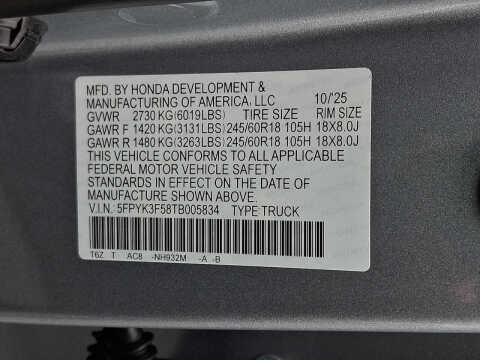 MFD. BY HONDA DEVELOPMENT &
MANUFACTURING OF AMERICA, LLC 10/'25
GVWR 2730 KG(6019LBS) TIRE SIZE RIM SIZE
GAWR F 1420 KG(3131LBS) 245/60R18 105H 18X8.0J
GAWR R 1480 KG(3263LBS) 245/60R18 105H 18X8.0J
THIS VEHICLE CONFORMS TO ALL APPLICABLE
FEDERAL MOTOR VEHICLE SAFETY
STANDARDS IN EFFECT ON THE DATE OF
MANUFACTURE SHOWN ABOVE.
V.I.N.: 5FPYK3F58TB005834 TYPE:TRUCK
T6Z T AC8 -NH932M -A -B